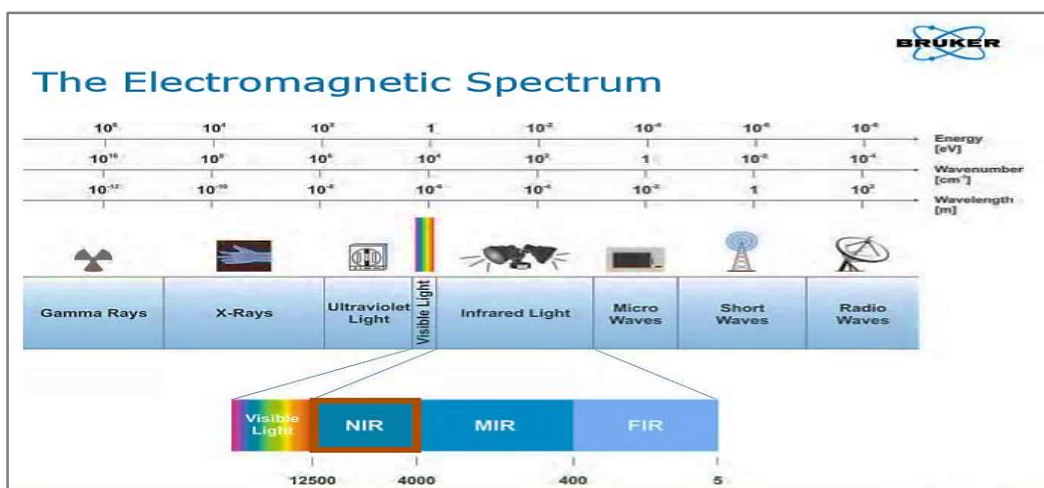 BRUKER
The Electromagnetic Spectrum
10⁶ 10⁴ 10² 1 10⁻² 10⁻⁴ 10⁻⁶ 10⁻⁸ Energy [eV]
10¹⁰ 10⁸ 10⁶ 10⁴ 10² 1 10⁻² 10⁻⁴ Wavenumber [cm⁻¹]
10⁻¹² 10⁻¹⁰ 10⁻⁸ 10⁻⁶ 10⁻⁴ 10⁻² 1 10² Wavelength [m]
Gamma Rays X-Rays Ultraviolet Light Visible Light Infrared Light Micro Waves Short Waves Radio Waves
Visible Light NIR MIR FIR
12500 4000 400 5